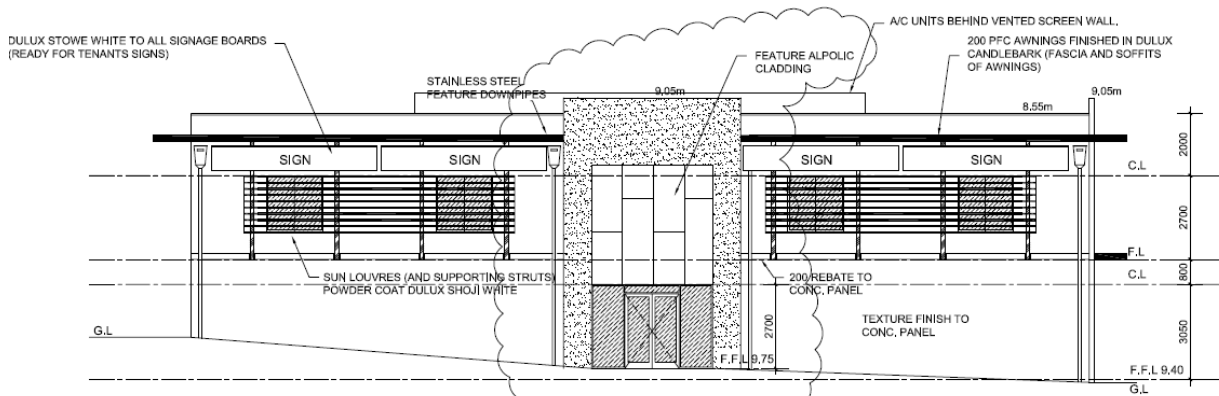 DULUX STOWE WHITE TO ALL SIGNAGE BOARDS
(READY FOR TENANTS SIGNS)
STAINLESS STEEL
FEATURE DOWNPIPES
FEATURE ALPOLIC
CLADDING
A/C UNITS BEHIND VENTED SCREEN WALL,
200 PFC AWNINGS FINISHED IN DULUX
CANDLEBARK (FASCIA AND SOFFITS
OF AWNINGS)
9,05m
8,55m
9,05m
SIGN
SIGN
SIGN
SIGN
2000
C.L
2700
F.L
C.L
800
SUN LOUVRES (AND SUPPORTING STRUTS)
POWDER COAT DULUX SHOJI WHITE
200 REBATE TO
CONC. PANEL
TEXTURE FINISH TO
CONC. PANEL
2700
3050
G.L
F.F.L 9,75
F.F.L 9,40
G.L